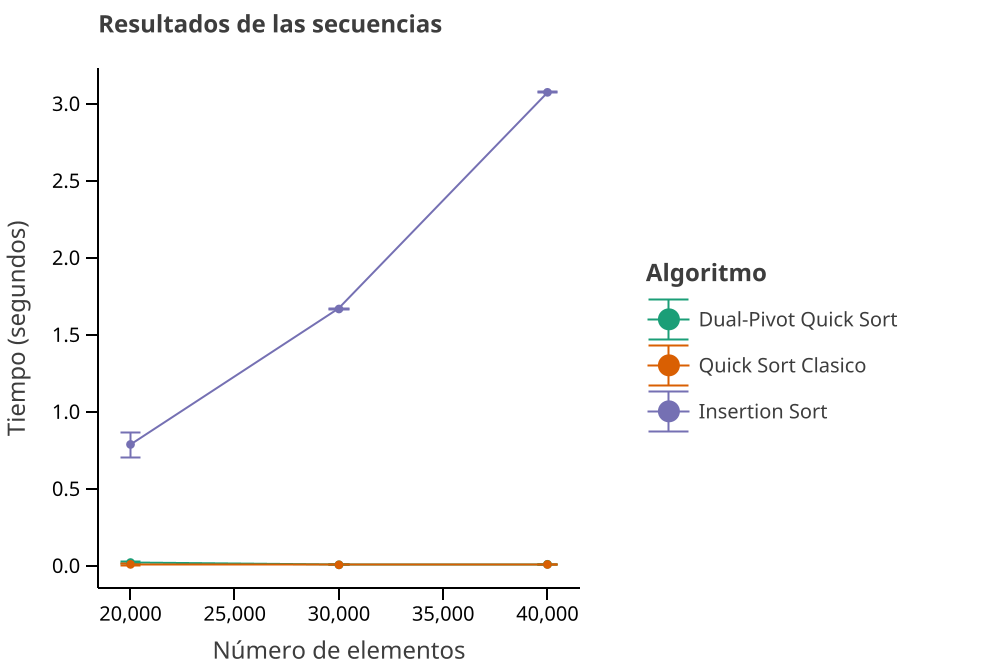 Resultados de las secuencias
3.0
2.5
2.0
1.5
1.0
0.5
0.0
Tiempo (segundos)
20,000 25,000 30,000 35,000 40,000
Número de elementos
Algoritmo
Dual-Pivot Quick Sort
Quick Sort Clasico
Insertion Sort